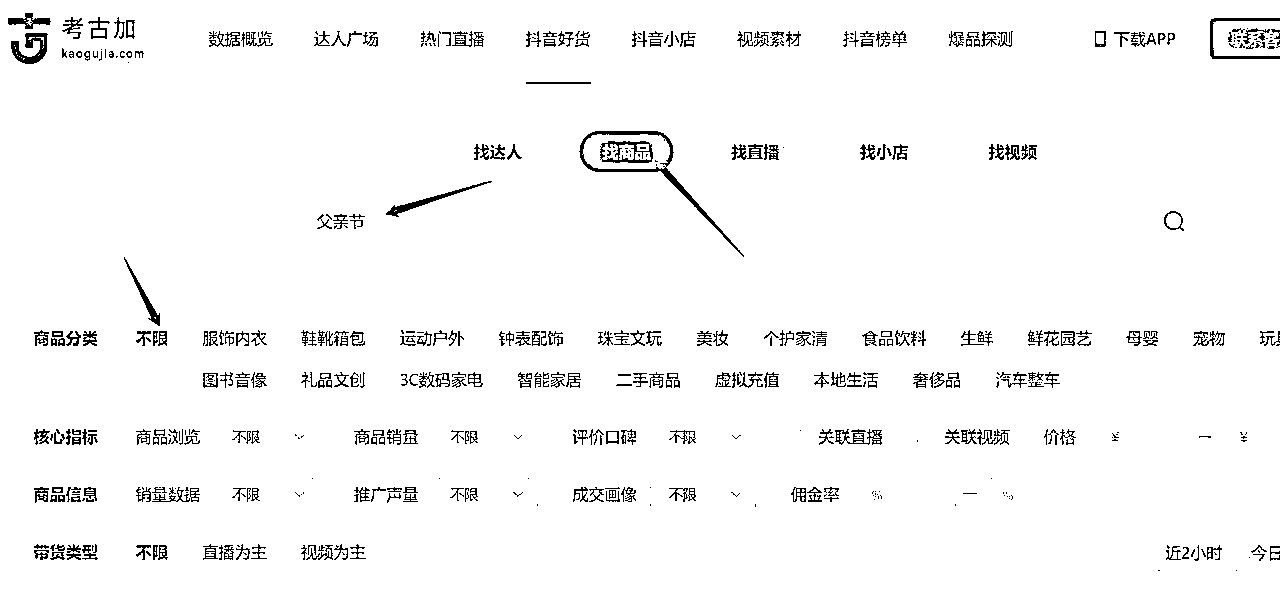 考古加
kaogujia.com
数据概览 达人广场 热门直播 抖音好货 抖音小店 视频素材 抖音榜单 爆品探测 下载APP 联系客
找达人 找商品 找直播 找小店 找视频
父亲节
商品分类 不限 服饰内衣 鞋靴箱包 运动户外 钟表配饰 珠宝文玩 美妆 个护家清 食品饮料 生鲜 鲜花园艺 母婴 宠物 玩具
图书音像 礼品文创 3C数码家电 智能家居 二手商品 虚拟充值 本地生活 奢侈品 汽车整车
核心指标 商品浏览 不限 商品销量 不限 评价口碑 不限 关联直播 关联视频 价格 ¥ — ¥
商品信息 销量数据 不限 推广声量 不限 成交画像 不限 佣金率 % — %
带货类型 不限 直播为主 视频为主 近2小时 今日